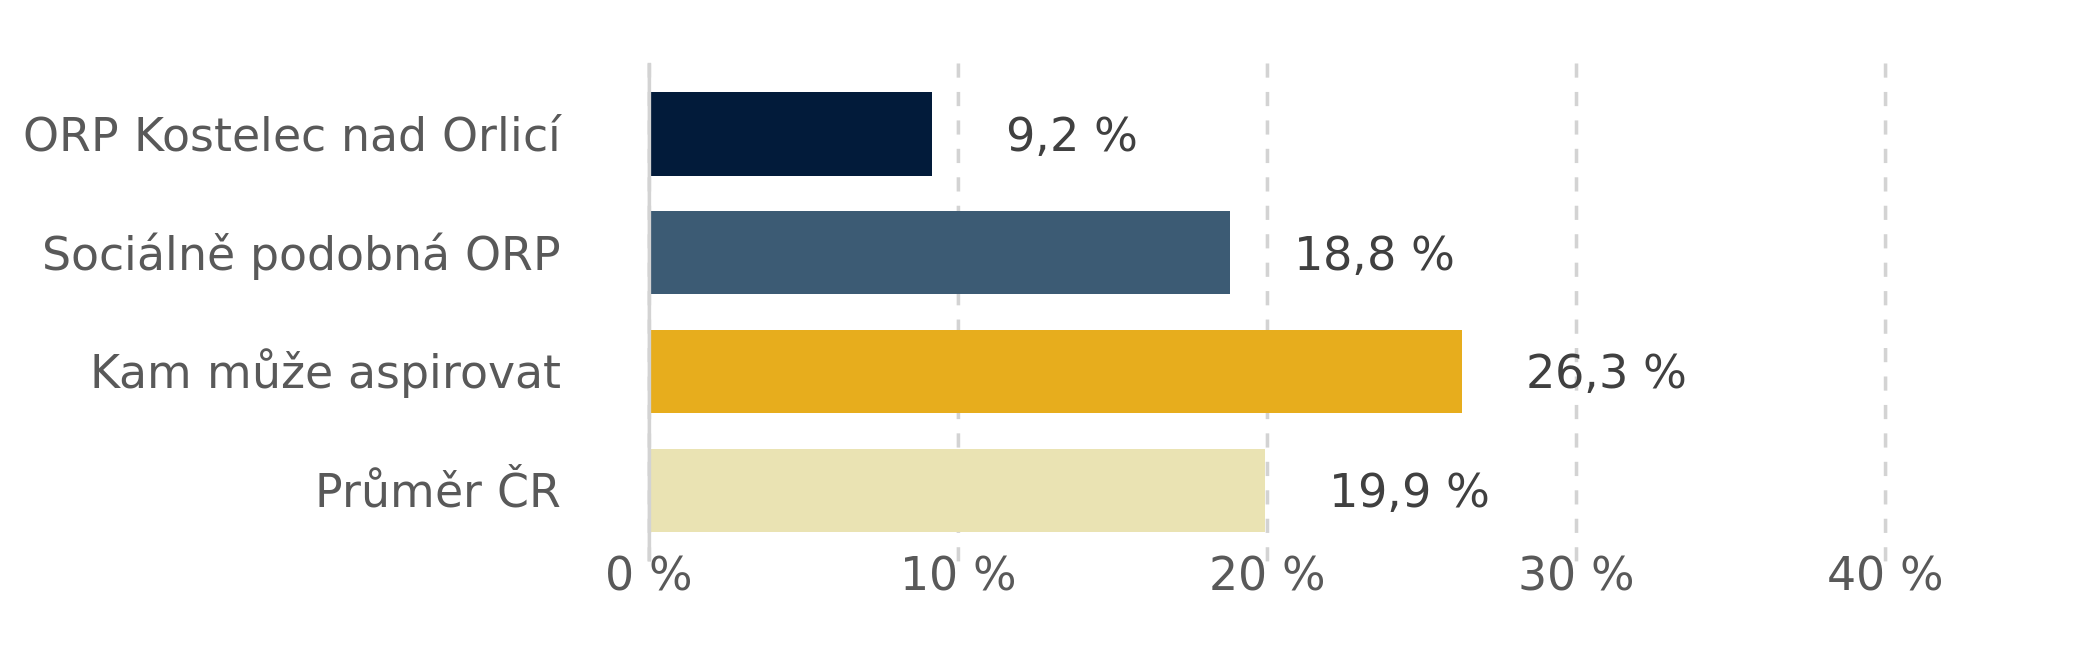 ORP Kostelec nad Orlicí 9,2 %
Sociálně podobná ORP 18,8 %
Kam může aspirovat 26,3 %
Průměr ČR 19,9 %
0 % 10 % 20 % 30 % 40 %